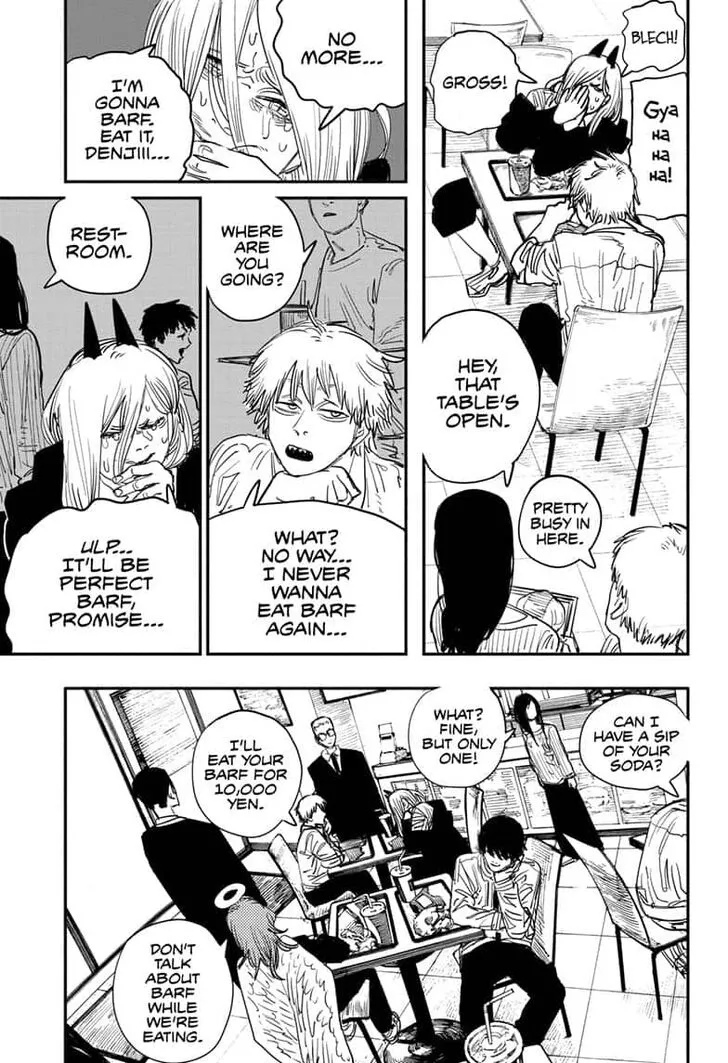 BLECH!
GROSS!
Gya
ha
ha
ha!
HEY,
THAT
TABLE'S
OPEN.
PRETTY
BUSY IN
HERE.
NO
MORE...
I'M
GONNA
BARF.
EAT IT,
DENJIII...
WHERE
ARE
YOU
GOING?
WHAT?
NO WAY...
I NEVER
WANNA
EAT BARF
AGAIN...
REST-
ROOM.
ULP...
IT'LL BE
PERFECT
BARF,
PROMISE...
CAN I
HAVE A SIP
OF YOUR
SODA?
WHAT?
FINE,
BUT ONLY
ONE!
I'LL
EAT YOUR
BARF FOR
10,000
YEN.
DON'T
TALK
ABOUT
BARF
WHILE
WE'RE
EATING.